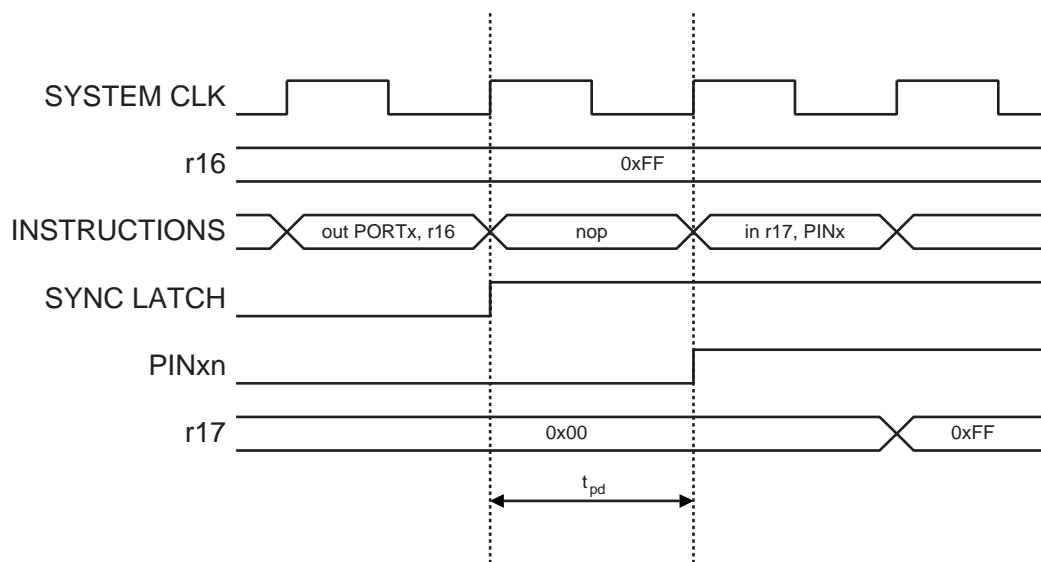 SYSTEM CLK
r16
0xFF
INSTRUCTIONS
out PORTx, r16
nop
in r17, PINx
SYNC LATCH
PINxn
r17
0x00
0xFF
tpd